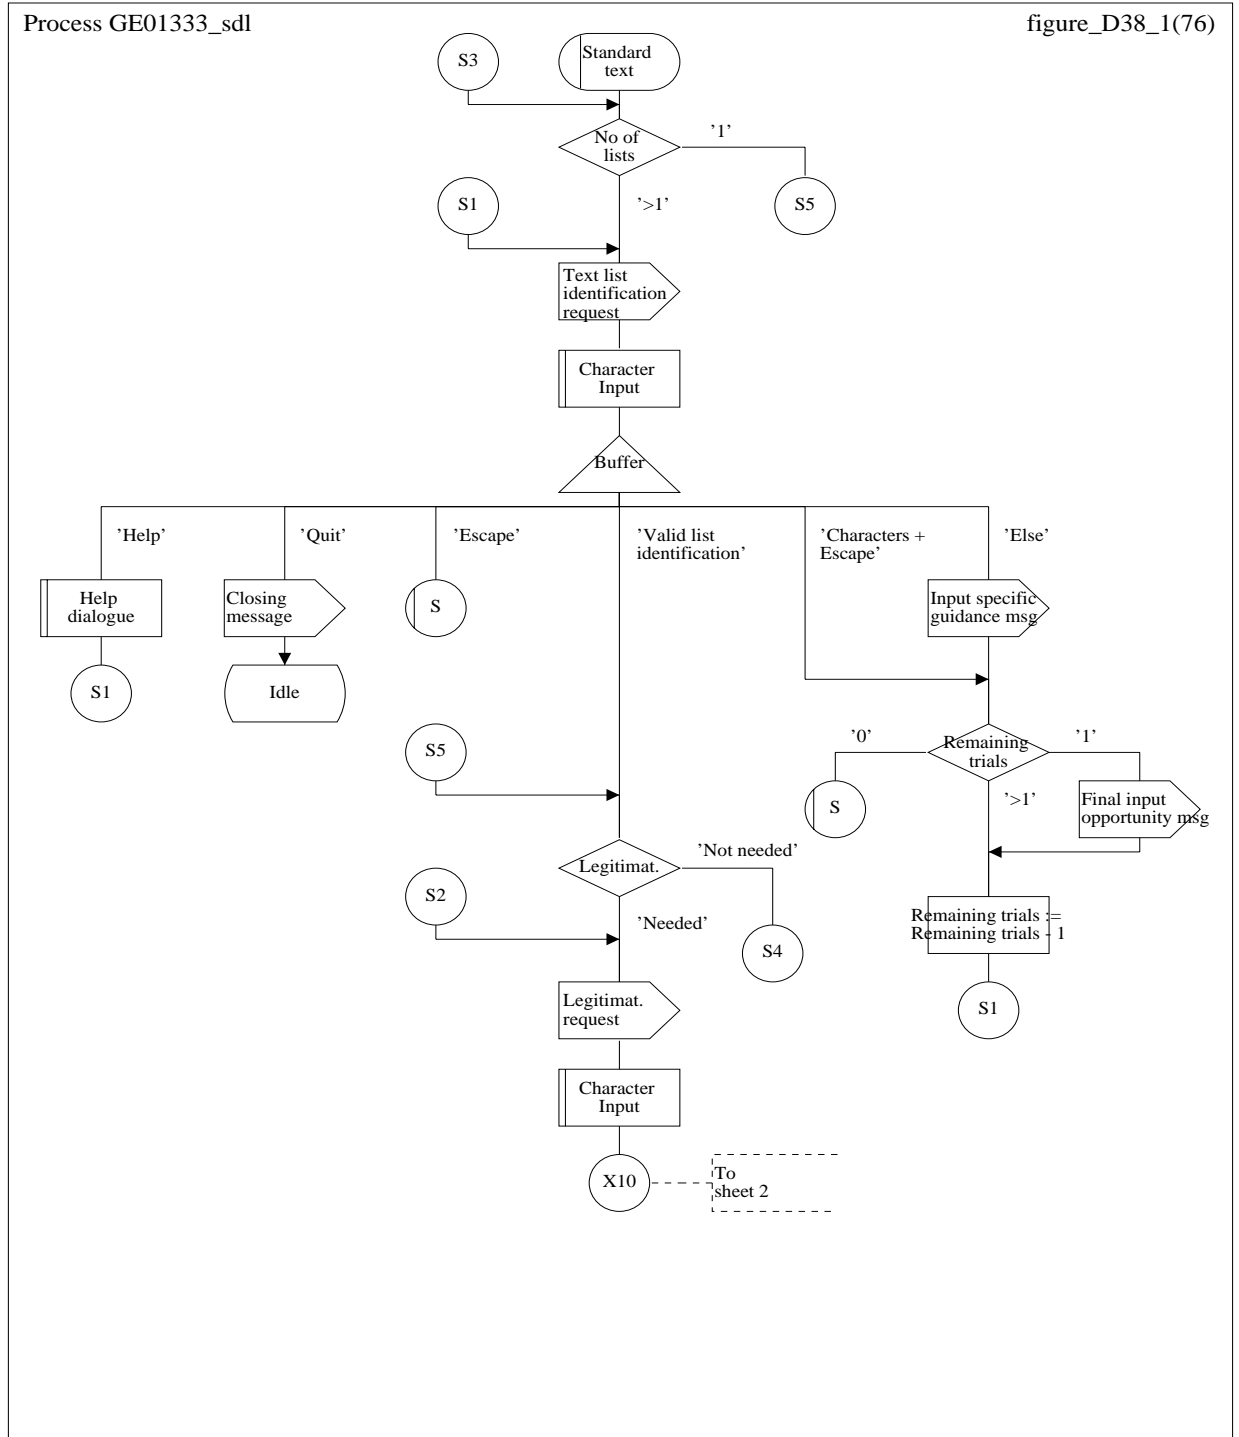 Process GE01333_sdl
figure_D38_1(76)
S3
Standard
text
No of
lists
'1'
S1
'>1'
S5
Text list
identification
request
Character
Input
Buffer
'Help'
'Quit'
'Escape'
'Valid list
identification'
'Characters +
Escape'
'Else'
Help
dialogue
Closing
message
S
Input specific
guidance msg
S1
Idle
S5
'0'
Remaining
trials
'1'
S
'>1'
Final input
opportunity msg
Legitimat.
'Not needed'
S2
'Needed'
S4
Remaining trials :=
Remaining trials - 1
Legitimat.
request
S1
Character
Input
X10
To
sheet 2